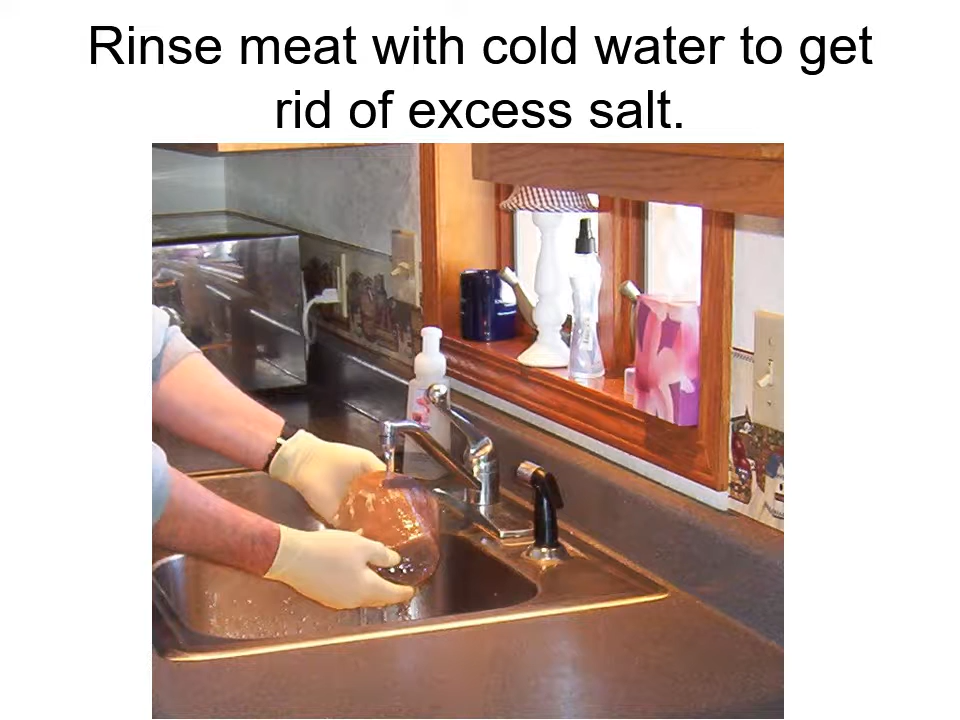 Rinse meat with cold water to get
rid of excess salt.